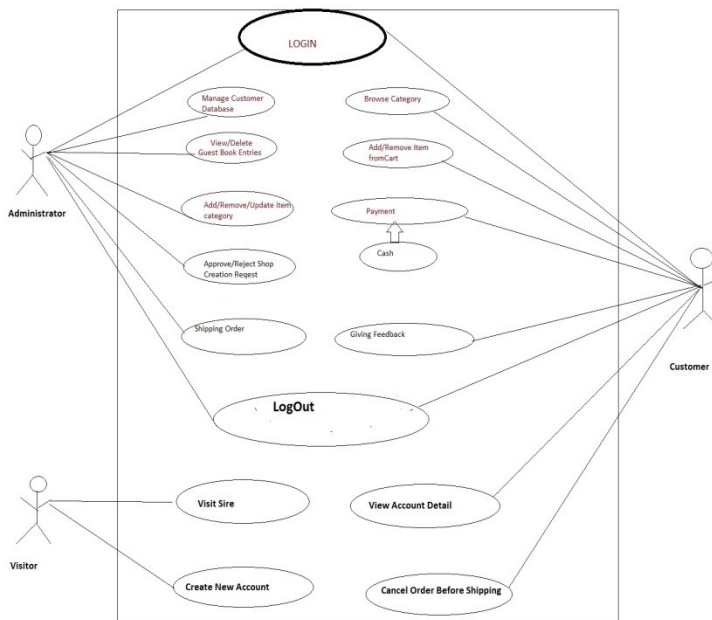 LOGIN
Manage Customer
Database
Browse Category
View/Delete
Guest Book Entries
Add/Remove Item
fromCart
Administrator
Add/Remove/Update item
category
Payment
Cash
Approve/Reject Shop
Creation Reqest
Shipping Order
Giving Feedback
Customer
LogOut
Visit Sire
View Account Detail
Visitor
Create New Account
Cancel Order Before Shipping